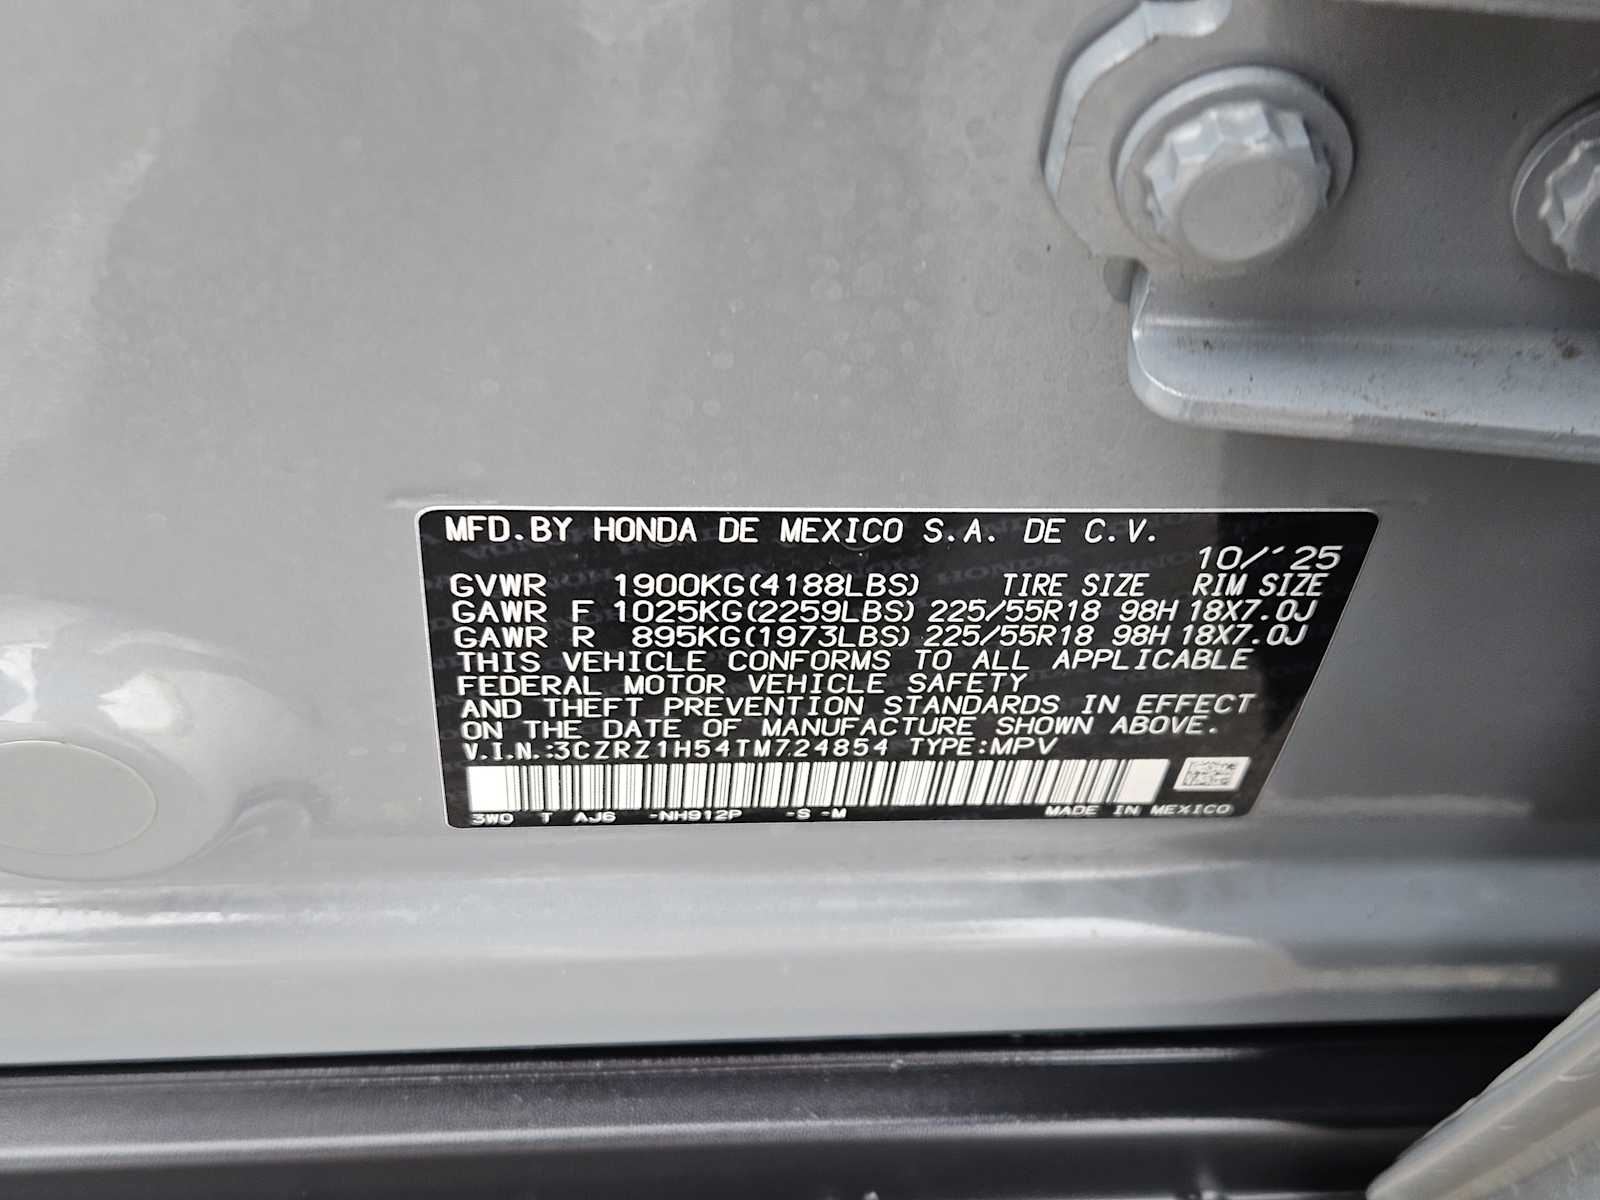 MFD.BY HONDA DE MEXICO S.A. DE C.V.
10/'25
GVWR 1900KG(4188LBS) TIRE SIZE RIM SIZE
GAWR F 1025KG(2259LBS) 225/55R18 98H 18X7.0J
GAWR R 895KG(1973LBS) 225/55R18 98H 18X7.0J
THIS VEHICLE CONFORMS TO ALL APPLICABLE
FEDERAL MOTOR VEHICLE SAFETY
AND THEFT PREVENTION STANDARDS IN EFFECT
ON THE DATE OF MANUFACTURE SHOWN ABOVE.
V.I.N.:3CZRZ1H54TM724854 TYPE:MPV
3W0 T AJ6 -NH912P -S -M MADE IN MEXICO